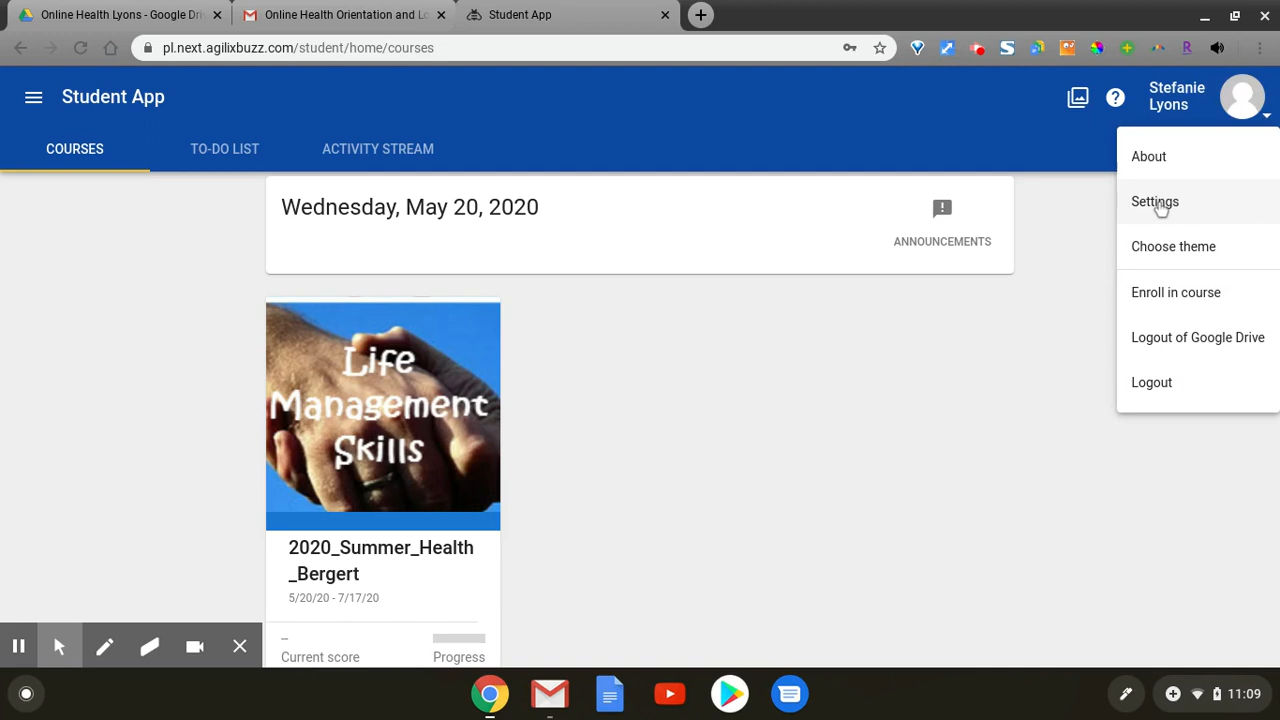 Online Health Lyons - Google Dri
Online Health Orientation and Lo
Student App
pl.next.agilixbuzz.com/student/home/courses
Student App
Stefanie
Lyons
COURSES
TO-DO LIST
ACTIVITY STREAM
About
Settings
Choose theme
Enroll in course
Logout of Google Drive
Logout
Wednesday, May 20, 2020
ANNOUNCEMENTS
Life
Management
Skills
2020_Summer_Health
_Bergert
5/20/20 - 7/17/20
--
Current score
Progress
11:09